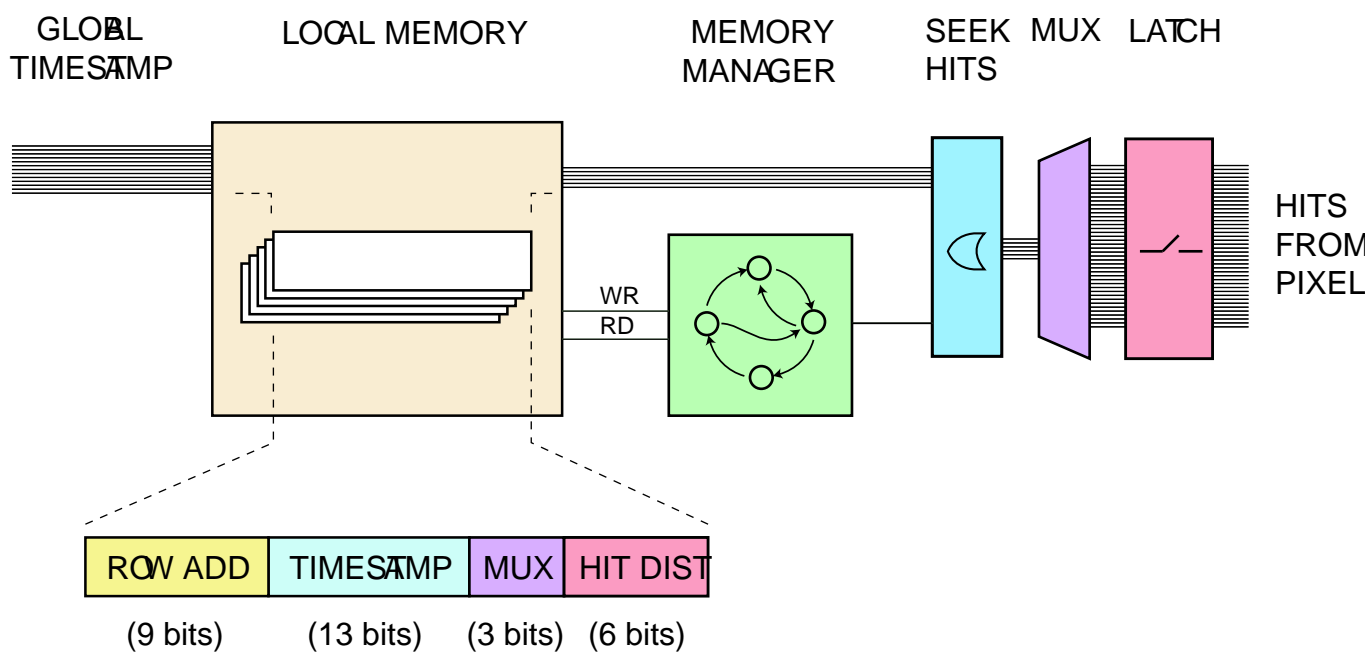 GLOBAL
TIMESTAMP
LOCAL MEMORY
MEMORY
MANAGER
SEEK
HITS
MUX
LATCH
HITS
FROM
PIXEL
WR
RD
ROW ADD
TIMESTAMP
MUX
HIT DIST
(9 bits)
(13 bits)
(3 bits)
(6 bits)